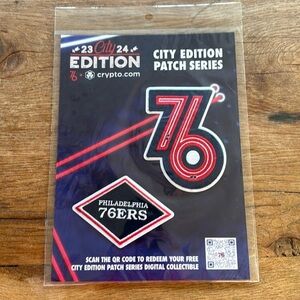 23 City 24
EDITION
76 crypto.com
CITY EDITION
PATCH SERIES
76
PHILADELPHIA
76ERS
SCAN THE QR CODE TO REDEEM YOUR FREE
CITY EDITION PATCH SERIES DIGITAL COLLECTIBLE
76